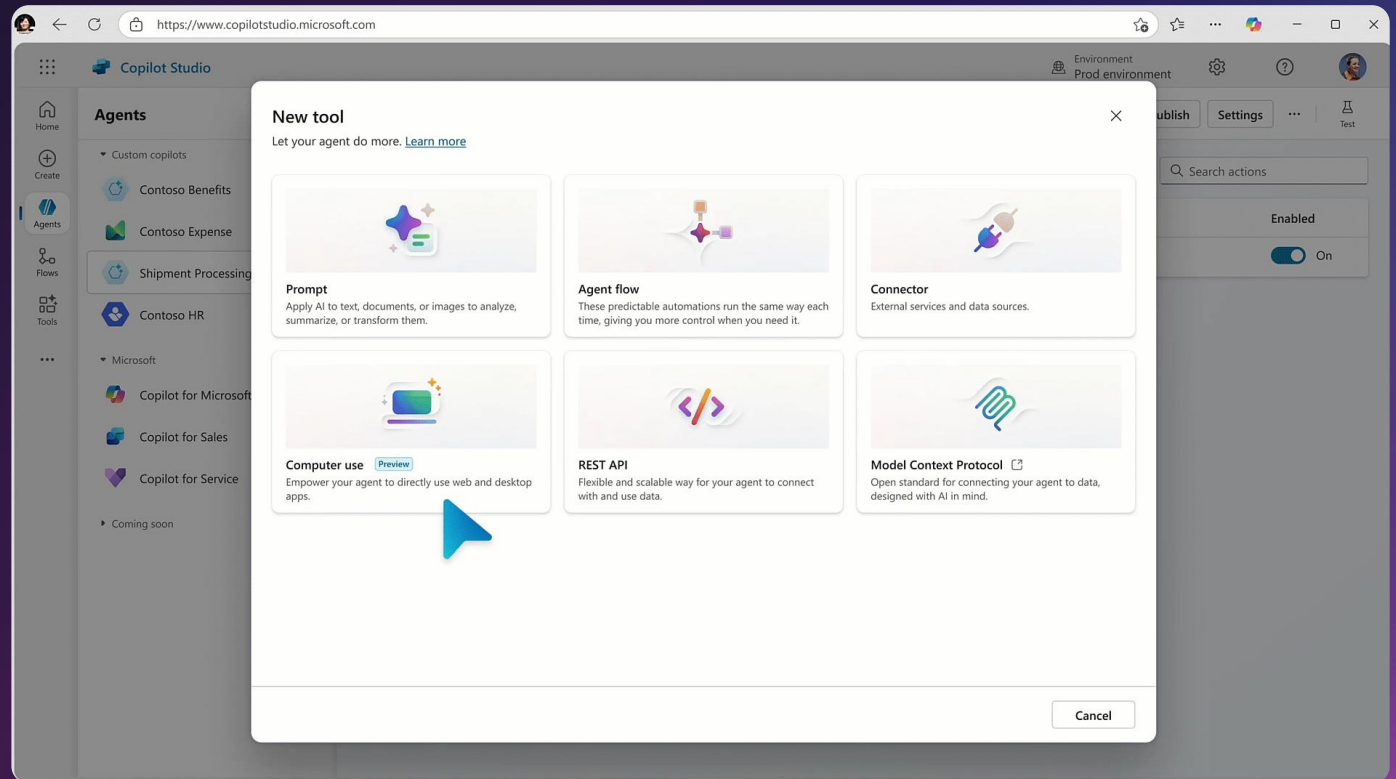 https://www.copilotstudio.microsoft.com
Copilot Studio
Environment
Prod environment
Home
Create
Agents
Flows
Tools
Agents
Custom copilots
Contoso Benefits
Contoso Expense
Shipment Processing
Contoso HR
Microsoft
Copilot for Microsoft
Copilot for Sales
Copilot for Service
Coming soon
Settings
Test
Search actions
Enabled
On
New tool
Let your agent do more. Learn more
Prompt
Apply AI to text, documents, or images to analyze,
summarize, or transform them.
Agent flow
These predictable automations run the same way each
time, giving you more control when you need it.
Connector
External services and data sources.
Computer use Preview
Empower your agent to directly use web and desktop
apps.
REST API
Flexible and scalable way for your agent to connect
with and use data.
Model Context Protocol
Open standard for connecting your agent to data,
designed with AI in mind.
Cancel